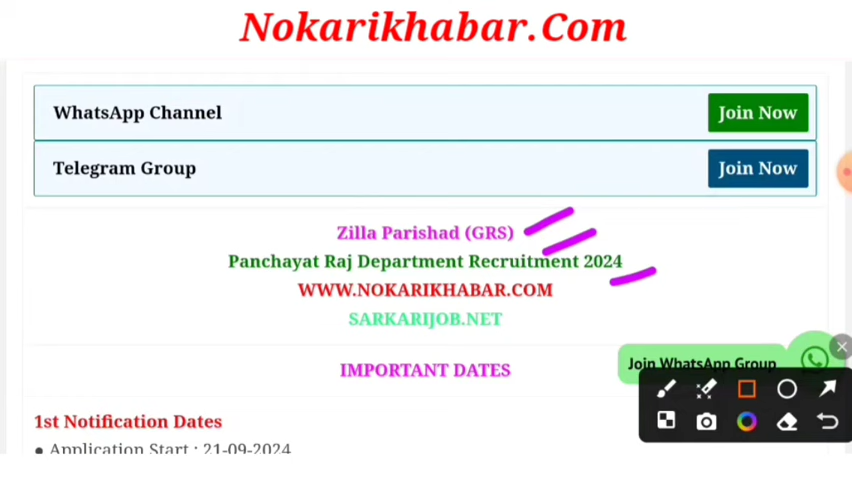 Nokarikhabar.Com
WhatsApp Channel
Join Now
Telegram Group
Join Now
Zilla Parishad (GRS)
Panchayat Raj Department Recruitment 2024
WWW.NOKARIKHABAR.COM
SARKARIJOB.NET
Join WhatsApp Group
IMPORTANT DATES
1st Notification Dates
● Application Start : 21-09-2024